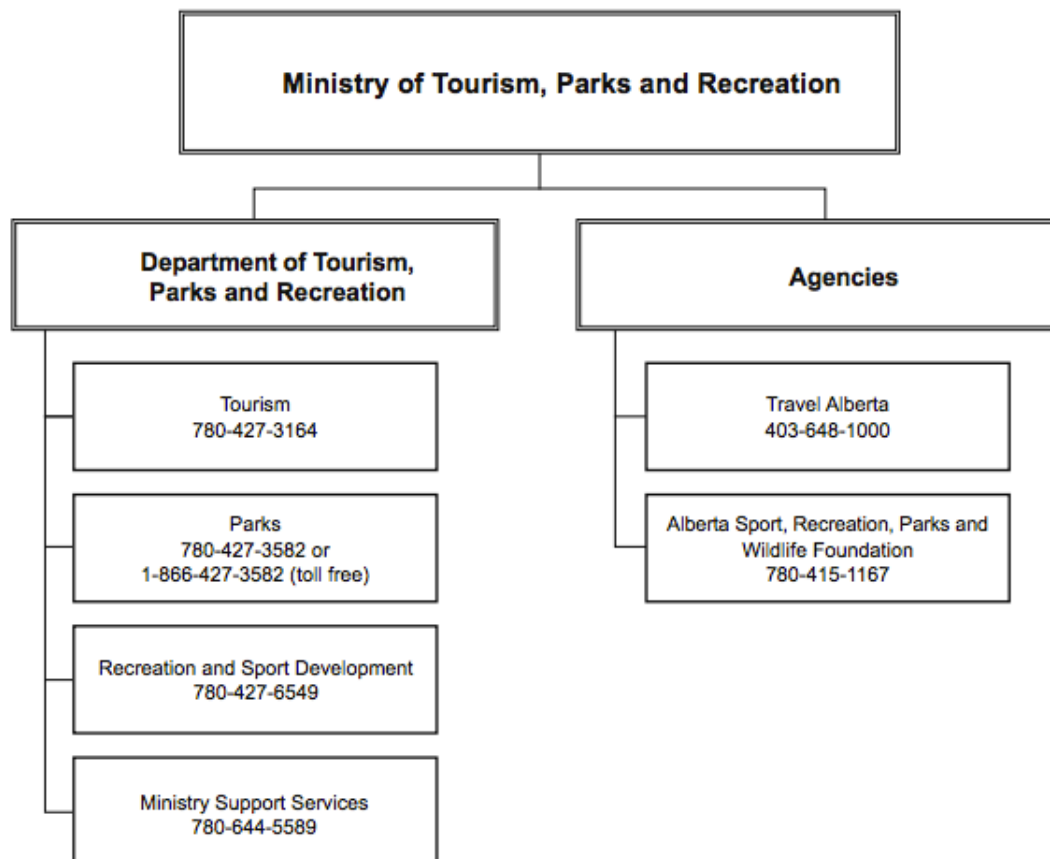 Ministry of Tourism, Parks and Recreation
Department of Tourism,
Parks and Recreation
Tourism
780-427-3164
Parks
780-427-3582 or
1-866-427-3582 (toll free)
Recreation and Sport Development
780-427-6549
Ministry Support Services
780-644-5589
Agencies
Travel Alberta
403-648-1000
Alberta Sport, Recreation, Parks and
Wildlife Foundation
780-415-1167